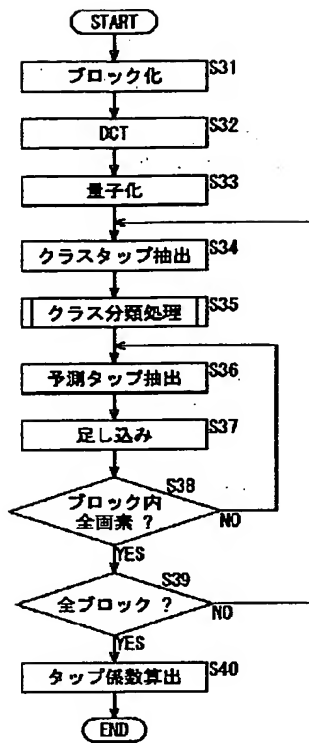 START
ブロック化
S31
DCT
S32
量子化
S33
クラスタップ抽出
S34
クラス分類処理
S35
予測タップ抽出
S36
足し込み
S37
ブロック内
全画素 ?
S38
NO
YES
全ブロック ?
S39
NO
YES
タップ係数算出
S40
END